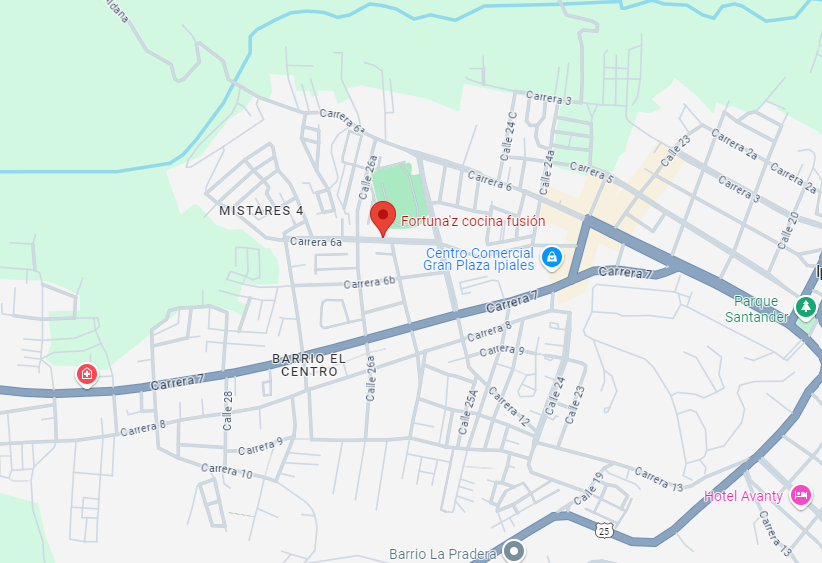 Carrera 3
Carrera 6a
Calle 24 C
Calle 23
Carrera 2a
Calle 26a
Calle 24a
Carrera 5
Carrera 2a
Carrera 6
Carrera 3
MISTARES 4
Fortuna'z cocina fusión
Calle 20
Carrera 6a
Centro Comercial
Gran Plaza Ipiales
Carrera 7
Carrera 6b
Carrera 7
Parque
Santander
Carrera 8
Carrera 9
BARRIO EL
CENTRO
Calle 26a
Carrera 7
Calle 28
Calle 25A
Carrera 12
Calle 24
Calle 23
Carrera 8
Carrera 9
Carrera 10
Calle 19
Carrera 13
Hotel Avanty
25
Carrera 13
Barrio La Pradera